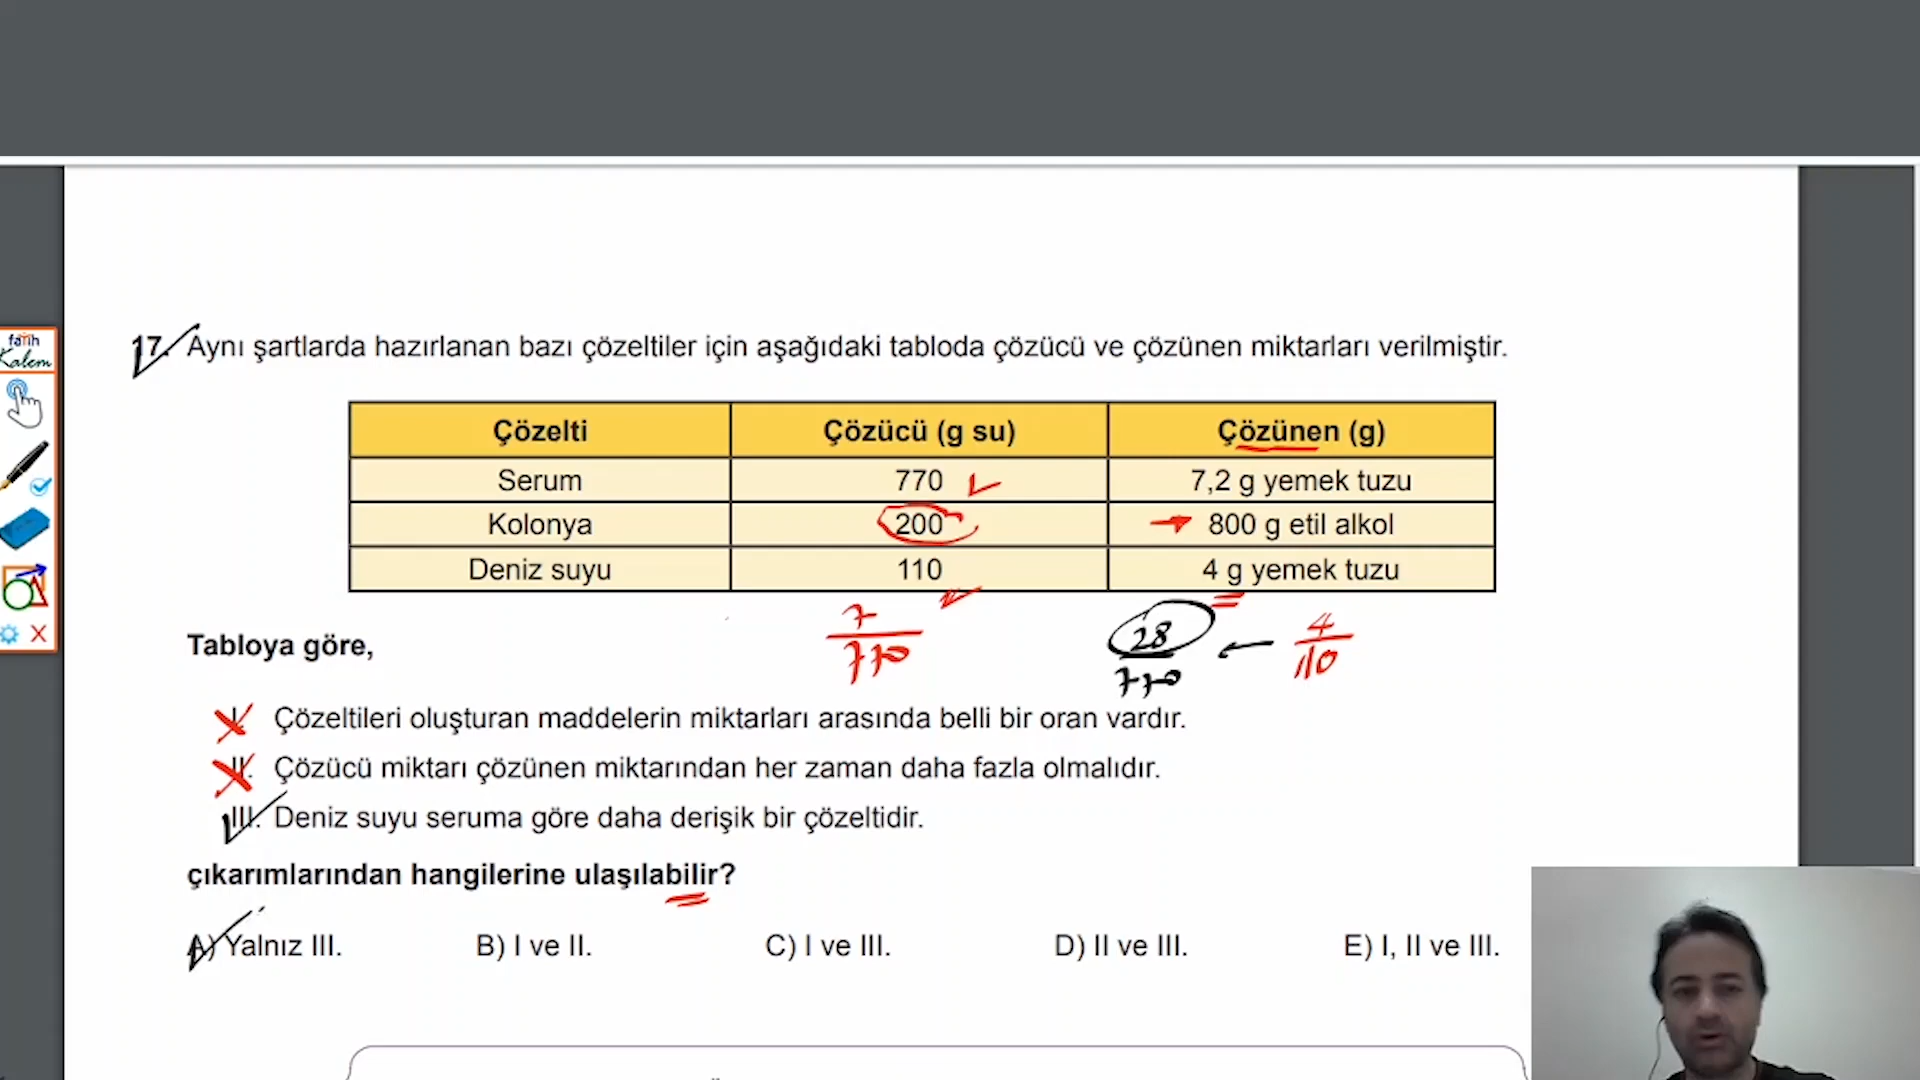 fatih
Kalem
17. Aynı şartlarda hazırlanan bazı çözeltiler için aşağıdaki tabloda çözücü ve çözünen miktarları verilmiştir.
Çözelti Çözücü (g su) Çözünen (g)
Serum 770 7,2 g yemek tuzu
Kolonya 200 800 g etil alkol
Deniz suyu 110 4 g yemek tuzu
7/770 28/770 4/110
Tabloya göre,
I. Çözeltileri oluşturan maddelerin miktarları arasında belli bir oran vardır.
II. Çözücü miktarı çözünen miktarından her zaman daha fazla olmalıdır.
III. Deniz suyu seruma göre daha derişik bir çözeltidir.
çıkarımlarından hangilerine ulaşılabilir?
A) Yalnız III. B) I ve II. C) I ve III. D) II ve III. E) I, II ve III.